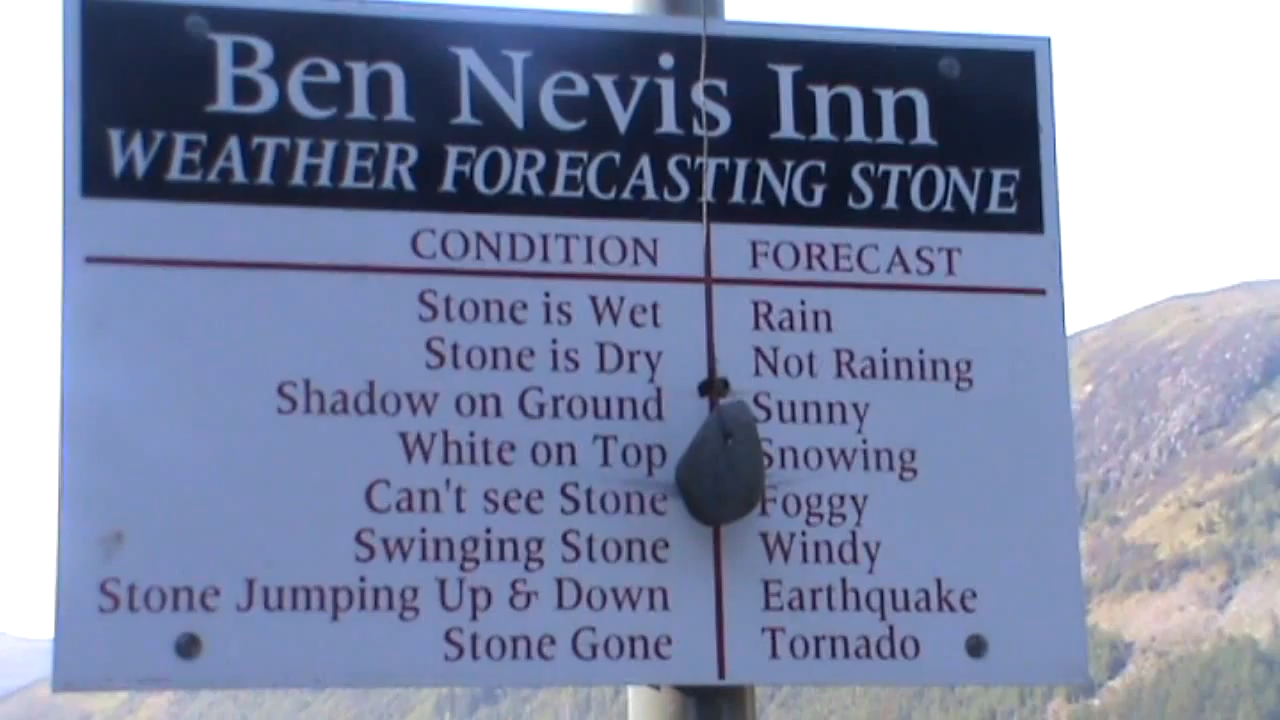 Ben Nevis Inn
WEATHER FORECASTING STONE
CONDITION FORECAST
Stone is Wet Rain
Stone is Dry Not Raining
Shadow on Ground Sunny
White on Top Snowing
Can't see Stone Foggy
Swinging Stone Windy
Stone Jumping Up & Down Earthquake
Stone Gone Tornado